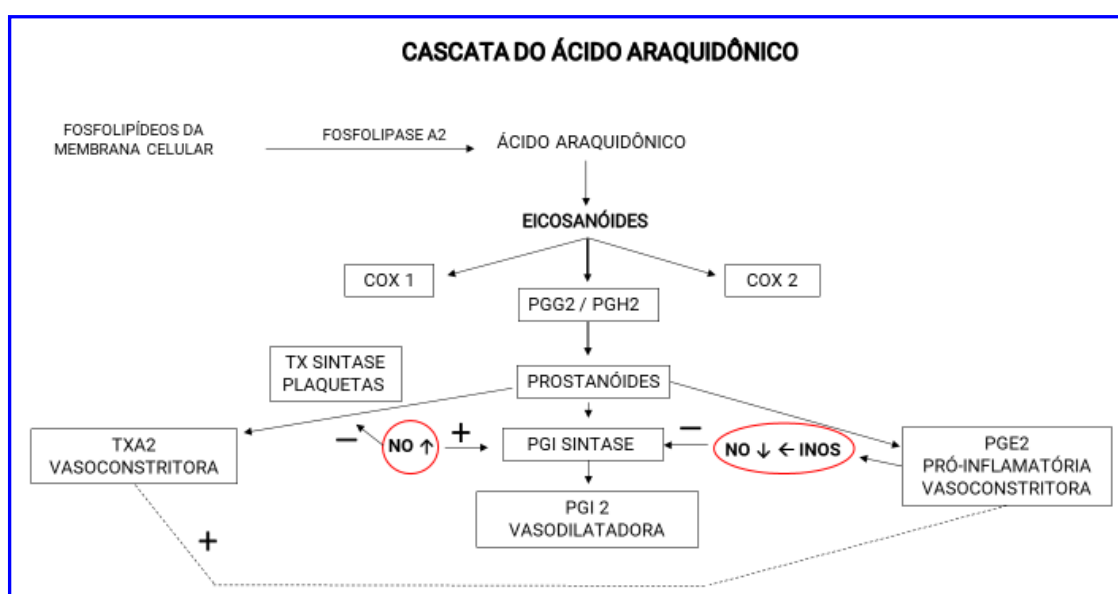 CASCATA DO ÁCIDO ARAQUIDÔNICO
FOSFOLIPÍDEOS DA
MEMBRANA CELULAR
FOSFOLIPASE A2
ÁCIDO ARAQUIDÔNICO
EICOSANÓIDES
COX 1
COX 2
PGG2 / PGH2
TX SINTASE
PLAQUETAS
PROSTANÓIDES
TXA2
VASOCONSTRITORA
−
NO ↑
+
PGI SINTASE
−
NO ↓ ← INOS
PGE2
PRÓ-INFLAMATÓRIA
VASOCONSTRITORA
PGI 2
VASODILATADORA
+